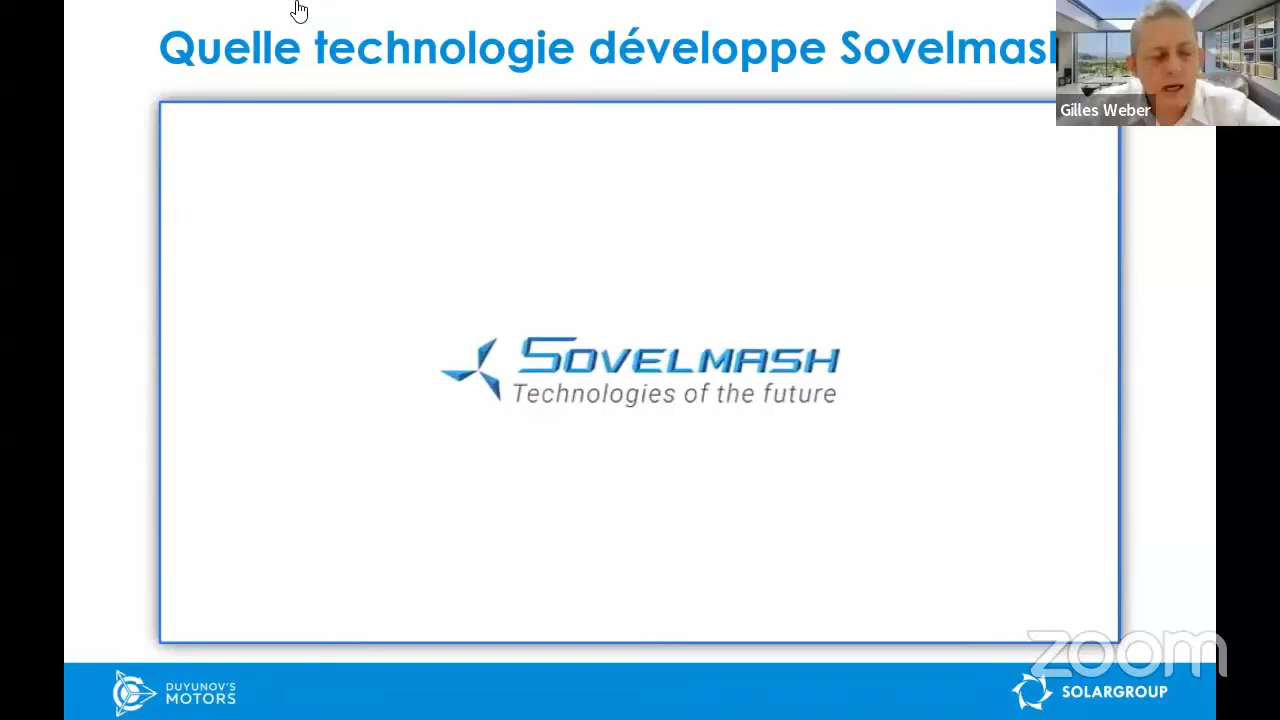 Quelle technologie développe Sovelmash
Gilles Weber
SOVELMASH
Technologies of the future
zoom
DUYUNOV'S
MOTORS
SOLARGROUP